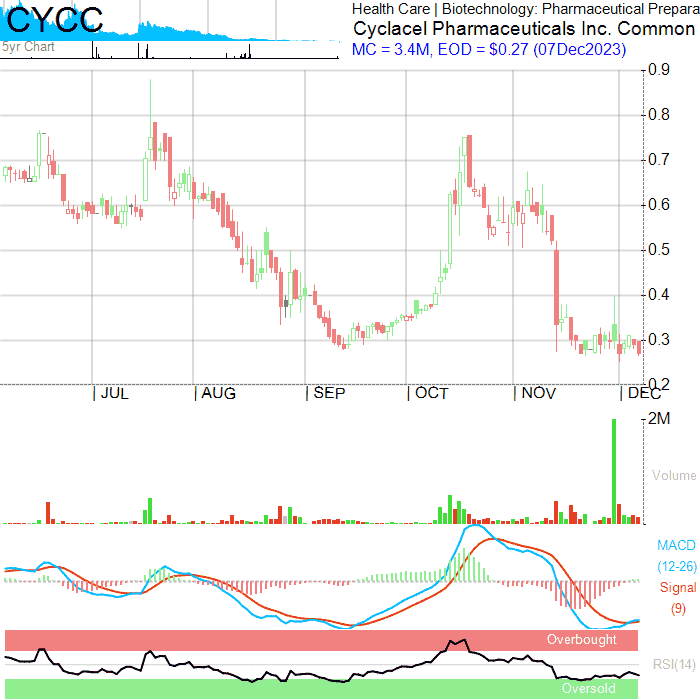 CYCC
5yr Chart
Health Care | Biotechnology: Pharmaceutical Prepara
Cyclacel Pharmaceuticals Inc. Common
MC = 3.4M, EOD = $0.27 (07Dec2023)
0.9
0.8
0.7
0.6
0.5
0.4
0.3
0.2
JUL AUG SEP OCT NOV DEC
2M
Volume
MACD
(12-26)
Signal
(9)
Overbought
RSI(14)
Oversold